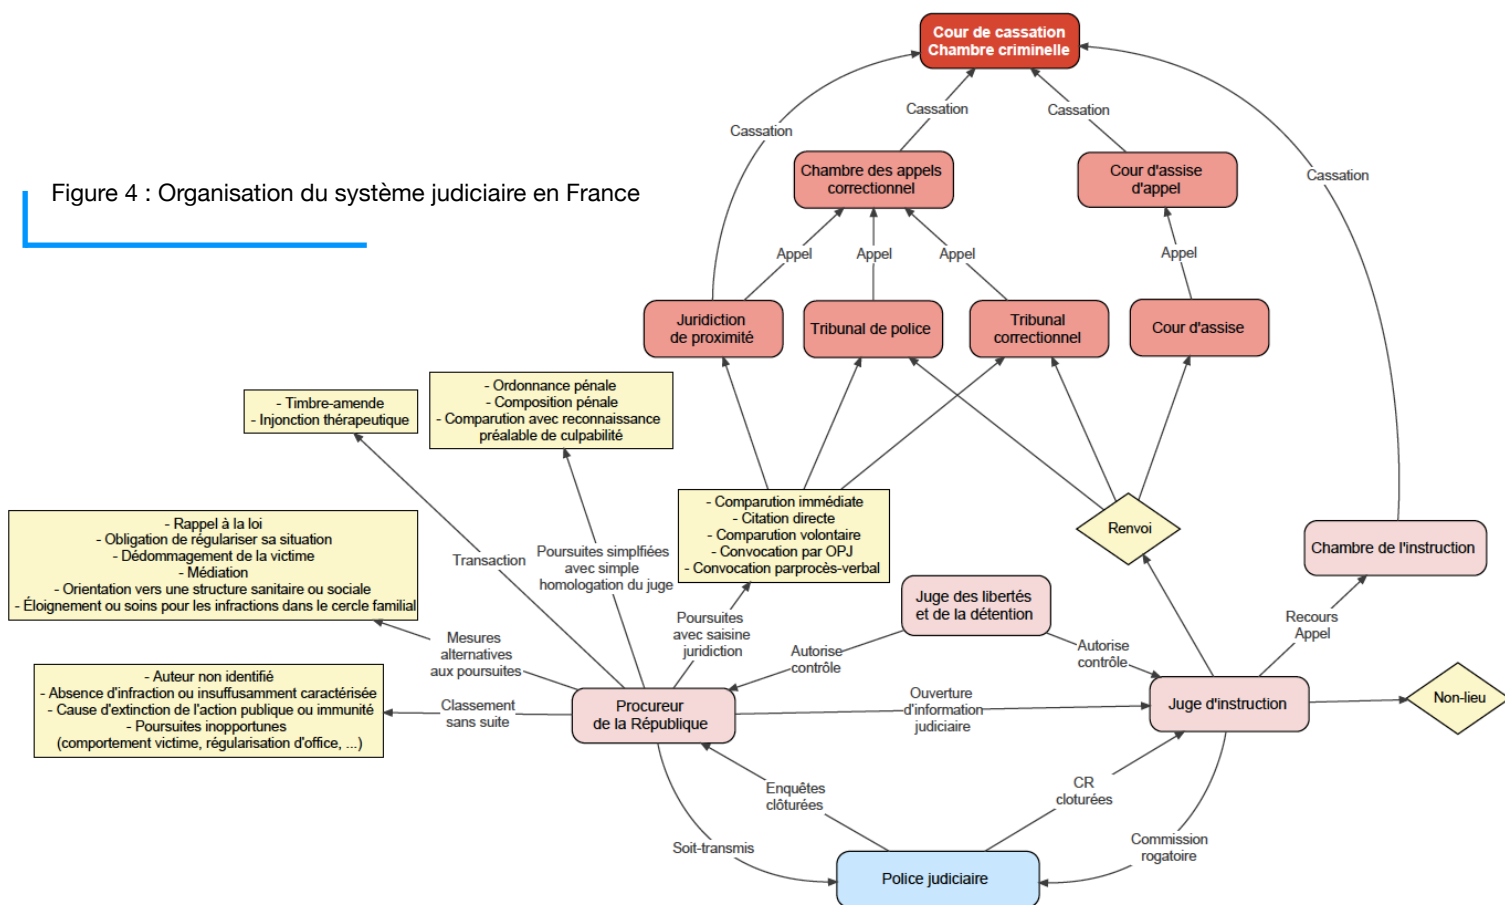 Cour de cassation
Chambre criminelle
Cassation
Cassation
Cassation
Cassation
Chambre des appels
correctionnel
Cour d'assise
d'appel
Figure 4 : Organisation du système judiciaire en France
Appel
Appel
Appel
Appel
Juridiction
de proximité
Tribunal de police
Tribunal
correctionnel
Cour d'assise
- Timbre-amende
- Injonction thérapeutique
- Ordonnance pénale
- Composition pénale
- Comparution avec reconnaissance
préalable de culpabilité
- Rappel à la loi
- Obligation de régulariser sa situation
- Dédommagement de la victime
- Médiation
- Orientation vers une structure sanitaire ou sociale
- Éloignement ou soins pour les infractions dans le cercle familial
Transaction
Poursuites simplfiées
avec simple
homologation du juge
- Comparution immédiate
- Citation directe
- Comparution volontaire
- Convocation par OPJ
- Convocation parprocès-verbal
Renvoi
Chambre de l'instruction
Juge des libertés
et de la détention
Mesures
alternatives
aux poursuites
Poursuites
avec saisine
juridiction
Autorise
contrôle
Autorise
contrôle
Recours
Appel
- Auteur non identifié
- Absence d'infraction ou insuffusamment caractérisée
- Cause d'extinction de l'action publique ou immunité
- Poursuites inopportunes
(comportement victime, régularisation d'office, ...)
Classement
sans suite
Procureur
de la République
Ouverture
d'information
judiciaire
Juge d'instruction
Non-lieu
Enquêtes
clôturées
CR
cloturées
Soit-transmis
Commission
rogatoire
Police judiciaire